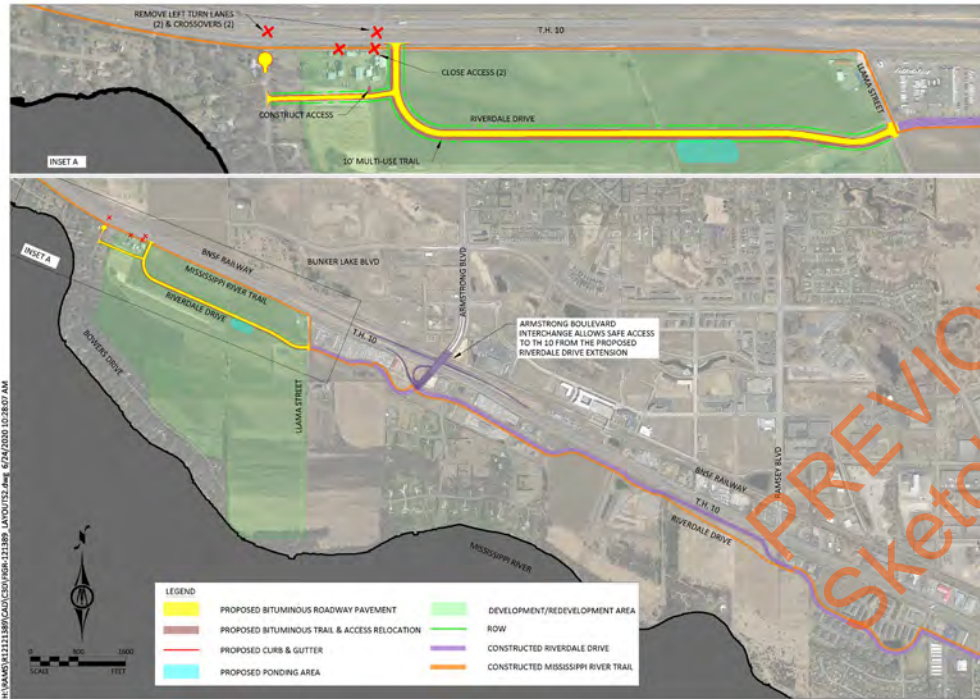 REMOVE LEFT TURN LANES
(2) & CROSSOVERS (2)
T.H. 10
CLOSE ACCESS (2)
LLAMA STREET
CONSTRUCT ACCESS
RIVERDALE DRIVE
10' MULTI-USE TRAIL
INSET A
INSET A
BNSF RAILWAY
BUNKER LAKE BLVD
ARMSTRONG BLVD
MISSISSIPPI RIVER TRAIL
RIVERDALE DRIVE
T.H. 10
ARMSTRONG BOULEVARD
INTERCHANGE ALLOWS SAFE ACCESS
TO TH 10 FROM THE PROPOSED
RIVERDALE DRIVE EXTENSION
BOWERS DRIVE
LLAMA STREET
RAMSEY BLVD
BNSF RAILWAY
T.H. 10
RIVERDALE DRIVE
MISSISSIPPI RIVER
PREVIO
Sketc
LEGEND
PROPOSED BITUMINOUS ROADWAY PAVEMENT
PROPOSED BITUMINOUS TRAIL & ACCESS RELOCATION
PROPOSED CURB & GUTTER
PROPOSED PONDING AREA
DEVELOPMENT/REDEVELOPMENT AREA
ROW
CONSTRUCTED RIVERDALE DRIVE
CONSTRUCTED MISSISSIPPI RIVER TRAIL
0 800 1600
SCALE FEET
6/24/2020 10:28:07 AM